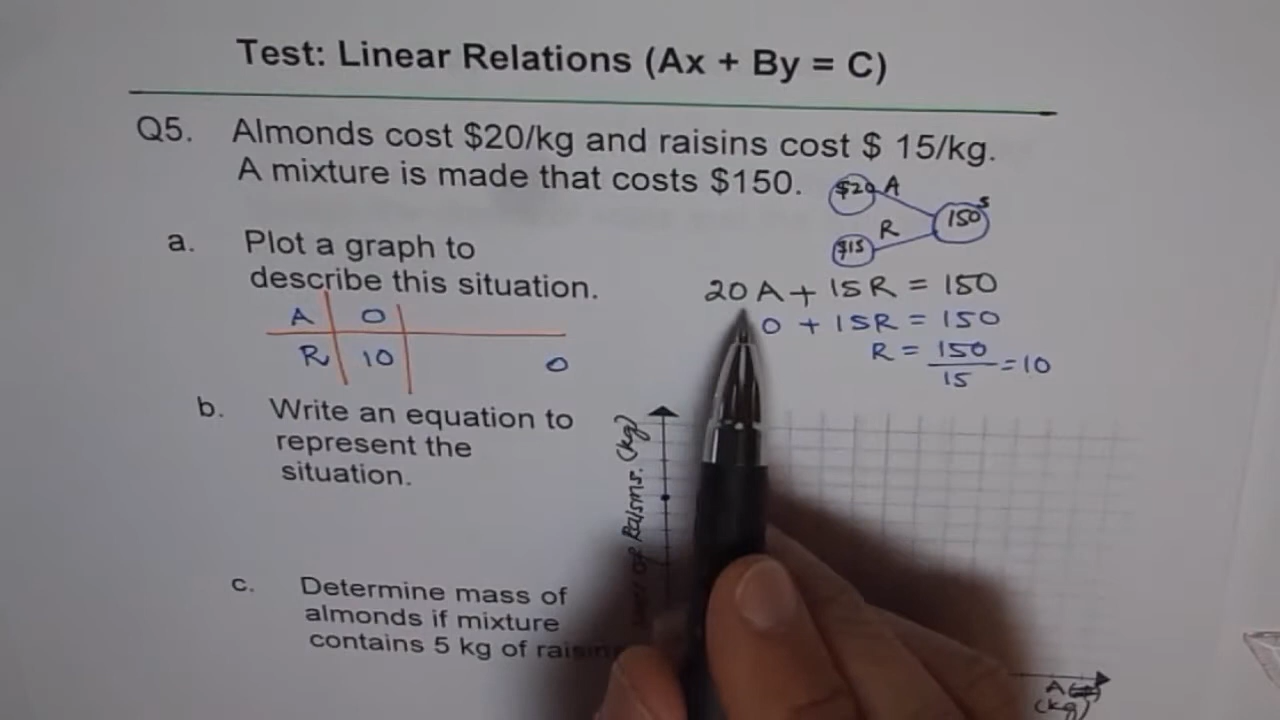 Test: Linear Relations (Ax + By = C)
Q5. Almonds cost $20/kg and raisins cost $ 15/kg.
A mixture is made that costs $150.
$20 A
150 $
R
$15
a. Plot a graph to
describe this situation.
20A + 15R = 150
A 0
0 + 15R = 150
R 10 0
R = 150/15 = 10
b. Write an equation to
represent the
situation.
of Raisins. (kg)
c. Determine mass of
almonds if mixture
contains 5 kg of raisin
A
(kg)